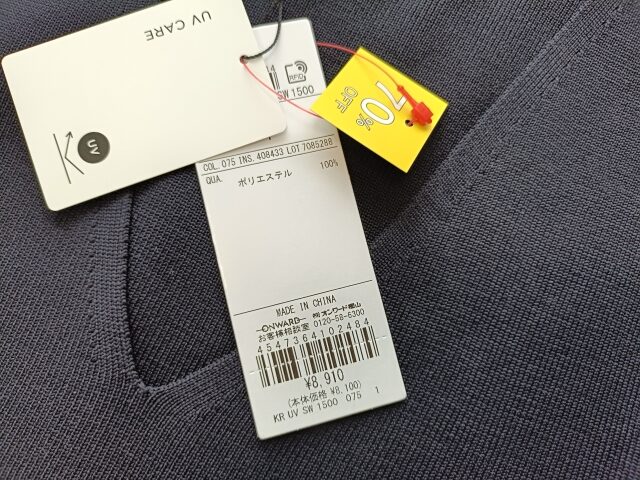 UV CARE
UV
RFID
SW 1500
70%
OFF
COL. 075 INS. 408433 LOT 7085288
QUA.
ポリエステル 100%
MADE IN CHINA
ONWARD ㈱オンワード樫山
お客様相談室 0120-58-6300
4547364102484
¥8,910
(本体価格 ¥8,100)
KR UV SW 1500 075 1